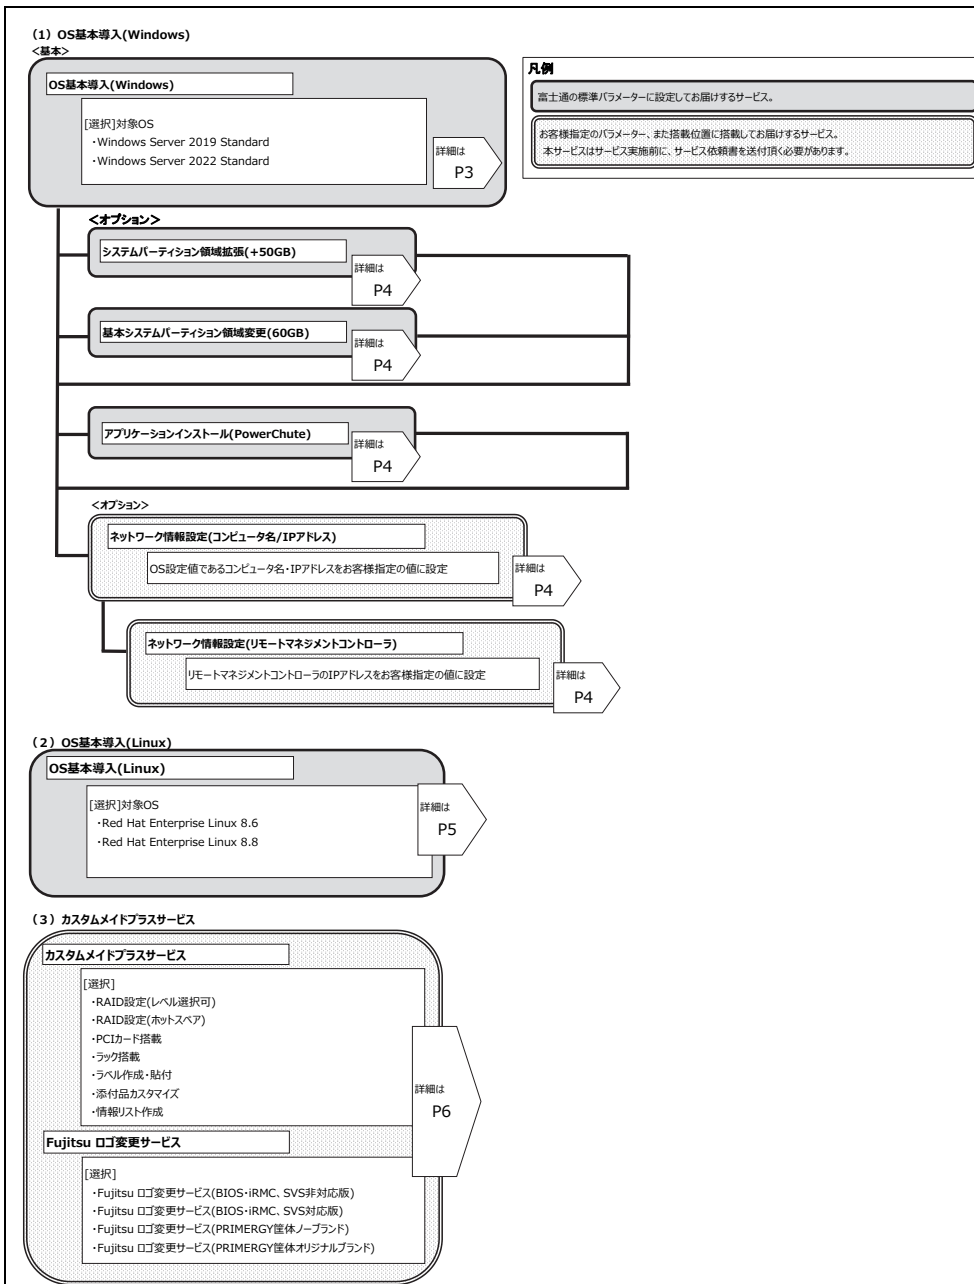 (1) OS基本導入(Windows)
<基本>
OS基本導入(Windows)
[選択]対象OS
・Windows Server 2019 Standard
・Windows Server 2022 Standard
詳細は
P3
凡例
富士通の標準パラメーターに設定してお届けするサービス。
お客様指定のパラメーター、また搭載位置に搭載してお届けするサービス。
本サービスはサービス実施前に、サービス依頼書を送付頂く必要があります。
<オプション>
システムパーティション領域拡張(+50GB)
詳細は
P4
基本システムパーティション領域変更(60GB)
詳細は
P4
アプリケーションインストール(PowerChute)
詳細は
P4
<オプション>
ネットワーク情報設定(コンピュータ名/IPアドレス)
OS設定値であるコンピュータ名・IPアドレスをお客様指定の値に設定
詳細は
P4
ネットワーク情報設定(リモートマネジメントコントローラ)
リモートマネジメントコントローラのIPアドレスをお客様指定の値に設定
詳細は
P4
(2) OS基本導入(Linux)
OS基本導入(Linux)
[選択]対象OS
・Red Hat Enterprise Linux 8.6
・Red Hat Enterprise Linux 8.8
詳細は
P5
(3) カスタムメイドプラスサービス
カスタムメイドプラスサービス
[選択]
・RAID設定(レベル選択可)
・RAID設定(ホットスペア)
・PCIカード搭載
・ラック搭載
・ラベル作成・貼付
・添付品カスタマイズ
・情報リスト作成
詳細は
P6
Fujitsu ロゴ変更サービス
[選択]
・Fujitsu ロゴ変更サービス(BIOS・iRMC、SVS非対応版)
・Fujitsu ロゴ変更サービス(BIOS・iRMC、SVS対応版)
・Fujitsu ロゴ変更サービス(PRIMERGY筐体ノーブランド)
・Fujitsu ロゴ変更サービス(PRIMERGY筐体オリジナルブランド)